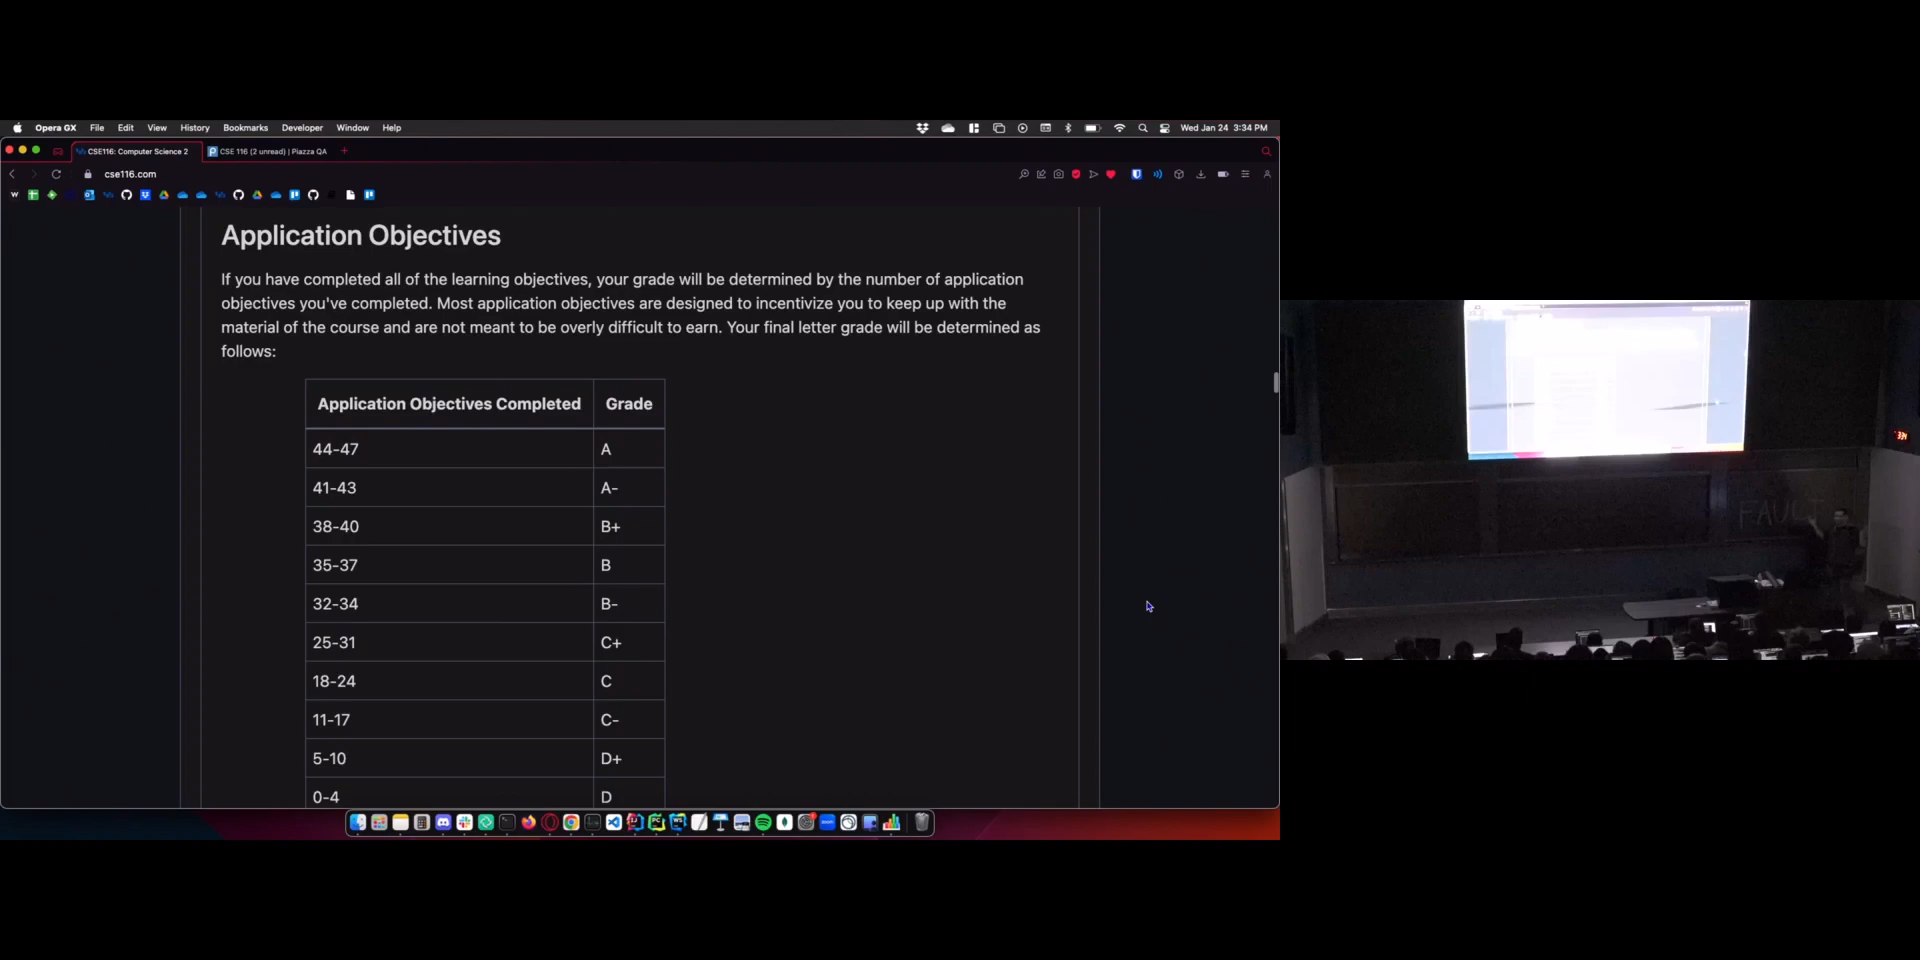 Opera GX File Edit View History Bookmarks Developer Window Help Wed Jan 24 3:34 PM
CSE116: Computer Science 2 CSE 116 (2 unread) | Piazza QA
cse116.com
Application Objectives
If you have completed all of the learning objectives, your grade will be determined by the number of application
objectives you've completed. Most application objectives are designed to incentivize you to keep up with the
material of the course and are not meant to be overly difficult to earn. Your final letter grade will be determined as
follows:
Application Objectives Completed Grade
44-47 A
41-43 A-
38-40 B+
35-37 B
32-34 B-
25-31 C+
18-24 C
11-17 C-
5-10 D+
0-4 D
FAULT
3:34